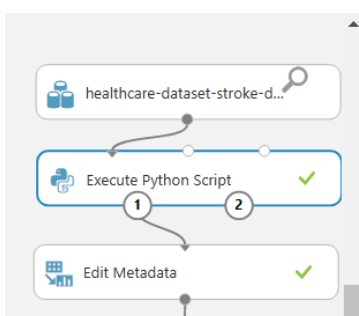 healthcare-dataset-stroke-d...
Execute Python Script
1 2
Edit Metadata